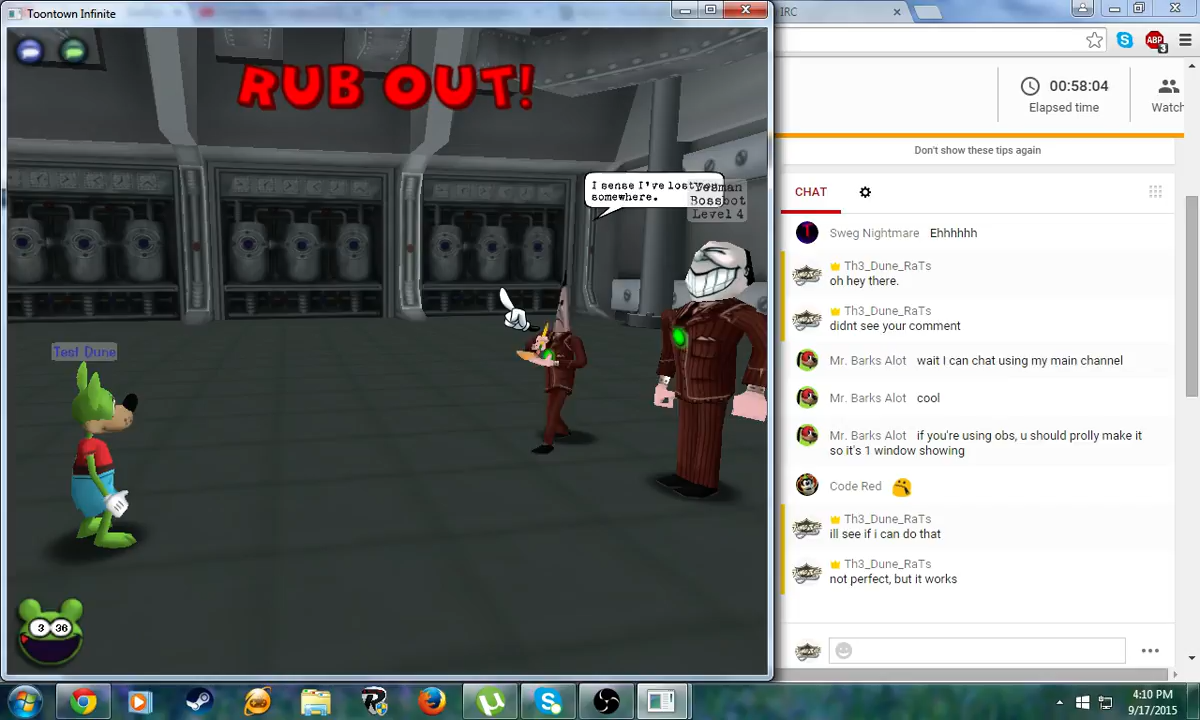 Toontown Infinite
RUB OUT!
I sense I've lost you
somewhere.
Yesman
Bossbot
Level 4
Test Dune
3 36
IRC
ABP
3
00:58:04
Elapsed time
Watch
Don't show these tips again
CHAT
Sweg Nightmare Ehhhhhh
Th3_Dune_RaTs
oh hey there.
Th3_Dune_RaTs
didnt see your comment
Mr. Barks Alot wait I can chat using my main channel
Mr. Barks Alot cool
Mr. Barks Alot if you're using obs, u should prolly make it
so it's 1 window showing
Code Red
Th3_Dune_RaTs
ill see if i can do that
Th3_Dune_RaTs
not perfect, but it works
4:10 PM
9/17/2015